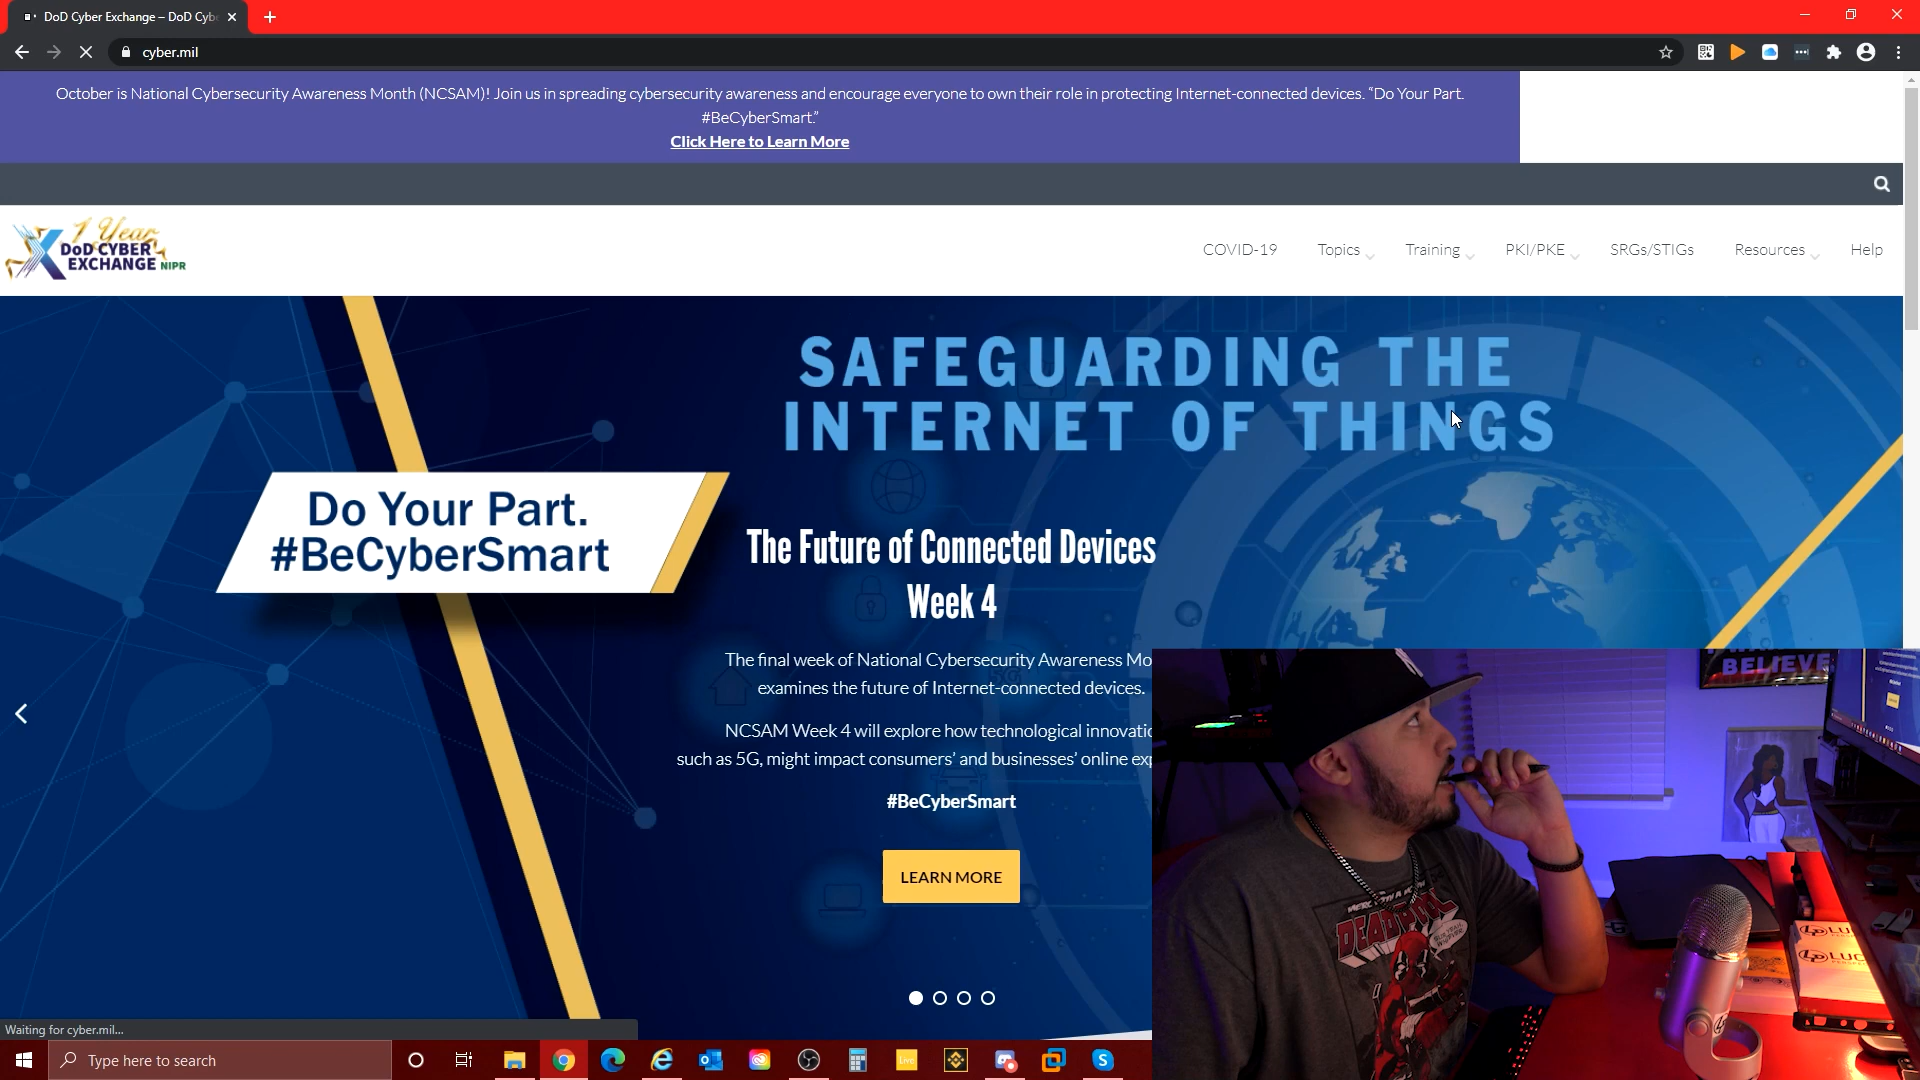 DoD Cyber Exchange – DoD Cyb
cyber.mil
October is National Cybersecurity Awareness Month (NCSAM)! Join us in spreading cybersecurity awareness and encourage everyone to own their role in protecting Internet-connected devices. “Do Your Part.
#BeCyberSmart.”
Click Here to Learn More
1 Year
DoD CYBER
EXCHANGE NIPR
COVID-19 Topics Training PKI/PKE SRGs/STIGs Resources Help
SAFEGUARDING THE
INTERNET OF THINGS
Do Your Part.
#BeCyberSmart
The Future of Connected Devices
Week 4
The final week of National Cybersecurity Awareness Mo
examines the future of Internet-connected devices.
NCSAM Week 4 will explore how technological innovatio
such as 5G, might impact consumers’ and businesses’ online exp
#BeCyberSmart
LEARN MORE
BELIEVE
DEADPOOL
Waiting for cyber.mil...
Type here to search
Live